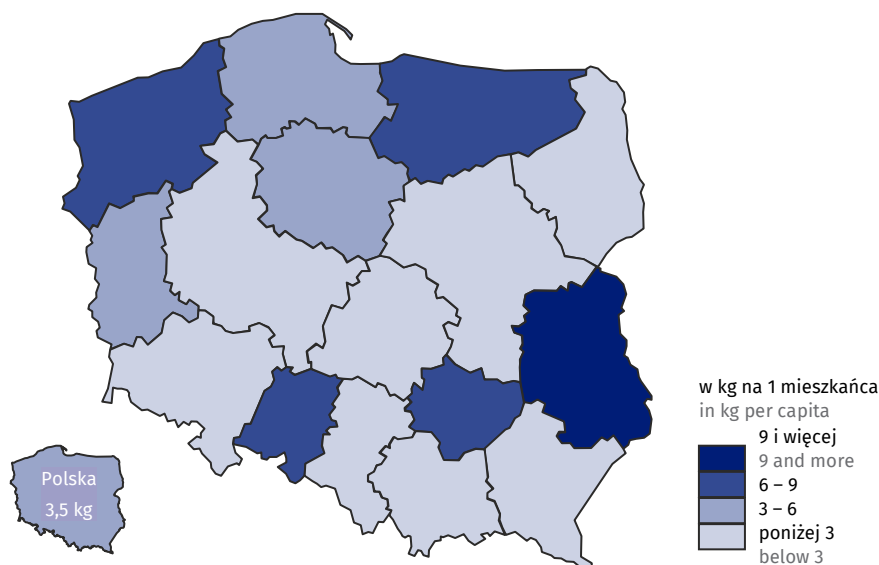 w kg na 1 mieszkańca
in kg per capita
9 i więcej
9 and more
6 – 9
3 – 6
poniżej 3
below 3
Polska
3,5 kg